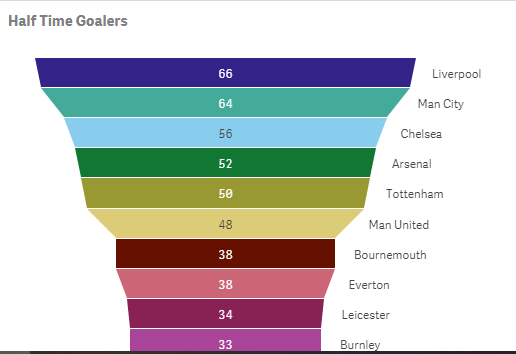 Half Time Goalers
66 Liverpool
64 Man City
56 Chelsea
52 Arsenal
50 Tottenham
48 Man United
38 Bournemouth
38 Everton
34 Leicester
33 Burnley